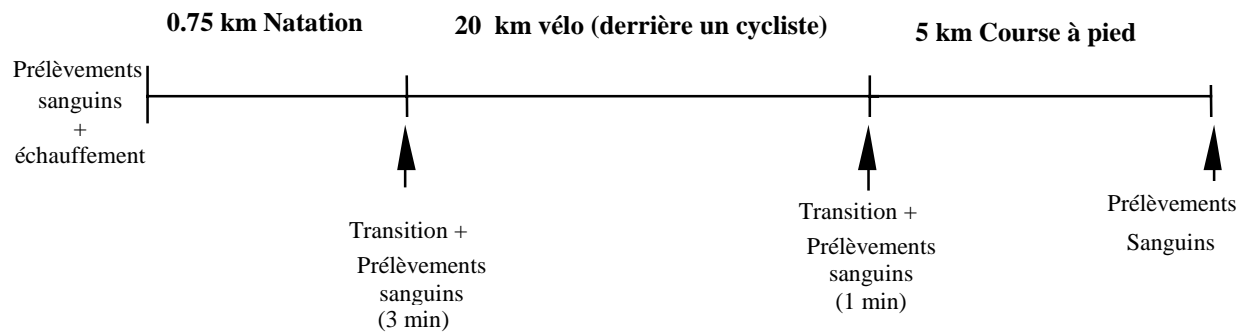 0.75 km Natation
20 km vélo (derrière un cycliste)
5 km Course à pied
Prélèvements
sanguins
+
échauffement
Transition +
Prélèvements
sanguins
(3 min)
Transition +
Prélèvements
sanguins
(1 min)
Prélèvements
Sanguins